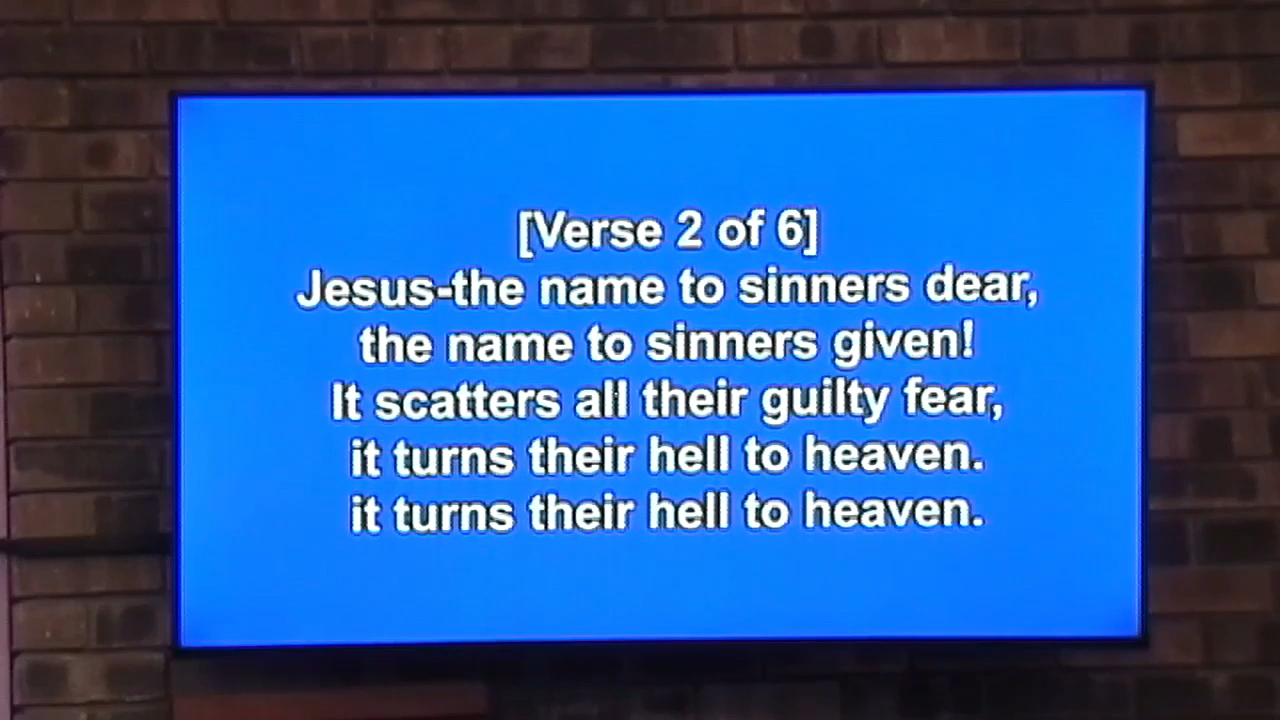 [Verse 2 of 6]
Jesus-the name to sinners dear,
the name to sinners given!
It scatters all their guilty fear,
it turns their hell to heaven.
it turns their hell to heaven.